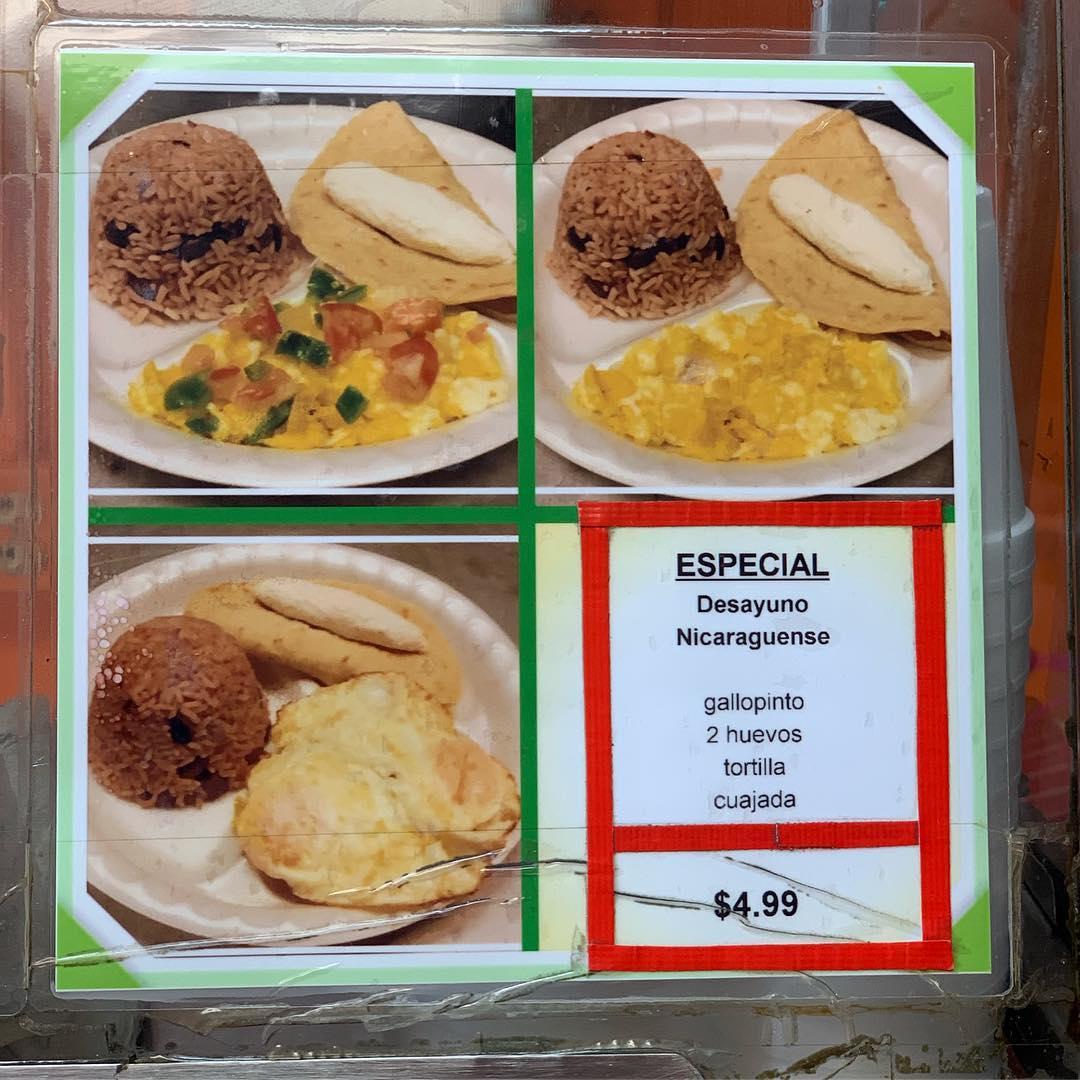 ESPECIAL
Desayuno
Nicaraguense
gallopinto
2 huevos
tortilla
cuajada
$4.99